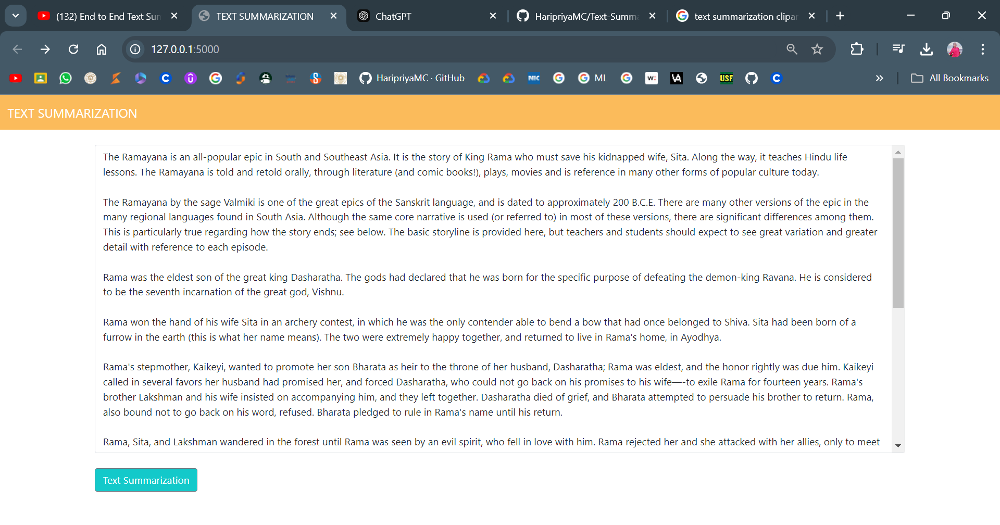 (132) End to End Text Sun
TEXT SUMMARIZATION
ChatGPT
HaripriyaMC/Text-Summa
text summarization clipar
127.0.0.1:5000
HaripriyaMC · GitHub
NIC
ML
w:
VA
USF
All Bookmarks
TEXT SUMMARIZATION
The Ramayana is an all-popular epic in South and Southeast Asia. It is the story of King Rama who must save his kidnapped wife, Sita. Along the way, it teaches Hindu life
lessons. The Ramayana is told and retold orally, through literature (and comic books!), plays, movies and is reference in many other forms of popular culture today.
The Ramayana by the sage Valmiki is one of the great epics of the Sanskrit language, and is dated to approximately 200 B.C.E. There are many other versions of the epic in the
many regional languages found in South Asia. Although the same core narrative is used (or referred to) in most of these versions, there are significant differences among them.
This is particularly true regarding how the story ends; see below. The basic storyline is provided here, but teachers and students should expect to see great variation and greater
detail with reference to each episode.
Rama was the eldest son of the great king Dasharatha. The gods had declared that he was born for the specific purpose of defeating the demon-king Ravana. He is considered
to be the seventh incarnation of the great god, Vishnu.
Rama won the hand of his wife Sita in an archery contest, in which he was the only contender able to bend a bow that had once belonged to Shiva. Sita had been born of a
furrow in the earth (this is what her name means). The two were extremely happy together, and returned to live in Rama's home, in Ayodhya.
Rama's stepmother, Kaikeyi, wanted to promote her son Bharata as heir to the throne of her husband, Dasharatha; Rama was eldest, and the honor rightly was due him. Kaikeyi
called in several favors her husband had promised her, and forced Dasharatha, who could not go back on his promises to his wife—-to exile Rama for fourteen years. Rama's
brother Lakshman and his wife insisted on accompanying him, and they left together. Dasharatha died of grief, and Bharata attempted to persuade his brother to return. Rama,
also bound not to go back on his word, refused. Bharata pledged to rule in Rama's name until his return.
Rama, Sita, and Lakshman wandered in the forest until Rama was seen by an evil spirit, who fell in love with him. Rama rejected her and she attacked with her allies, only to meet
Text Summarization